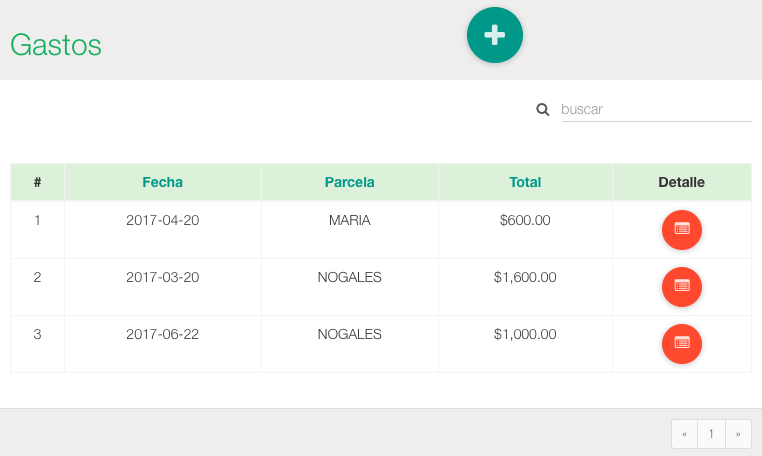 Gastos
buscar
# Fecha Parcela Total Detalle
1 2017-04-20 MARIA $600.00
2 2017-03-20 NOGALES $1,600.00
3 2017-06-22 NOGALES $1,000.00
« 1 »